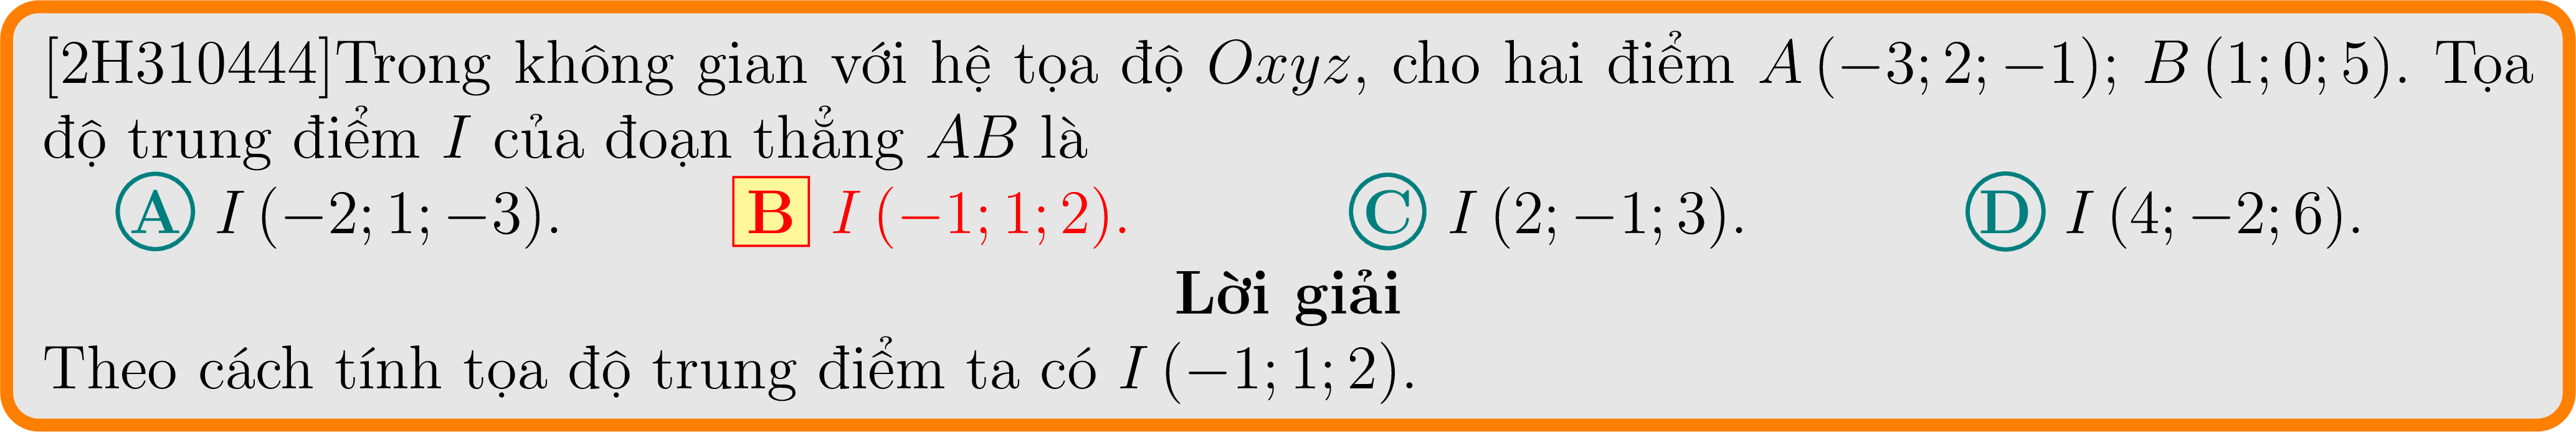 [2H310444]Trong không gian với hệ tọa độ Oxyz, cho hai điểm A (−3; 2; −1); B (1; 0; 5). Tọa
độ trung điểm I của đoạn thẳng AB là
A I (−2; 1; −3). B I (−1; 1; 2). C I (2; −1; 3). D I (4; −2; 6).
Lời giải
Theo cách tính tọa độ trung điểm ta có I (−1; 1; 2).